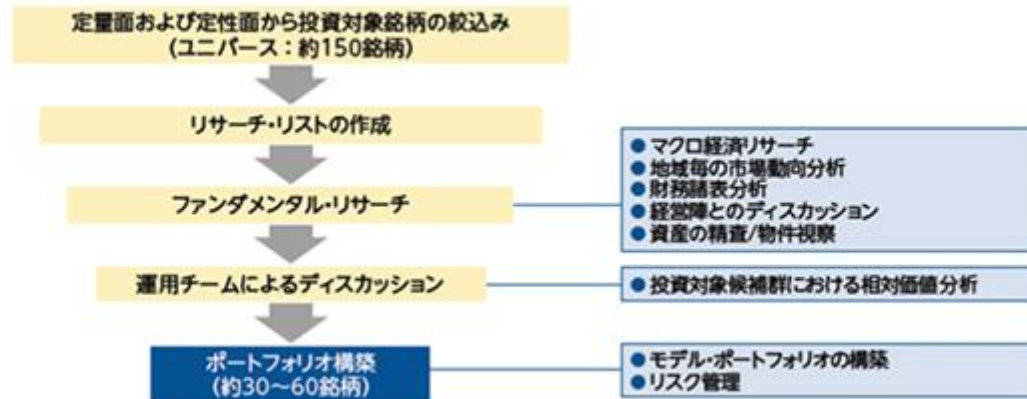 定量面および定性面から投資対象銘柄の絞込み
(ユニバース：約150銘柄)
リサーチ・リストの作成
ファンダメンタル・リサーチ
●マクロ経済リサーチ
●地域毎の市場動向分析
●財務諸表分析
●経営陣とのディスカッション
●資産の精査/物件視察
運用チームによるディスカッション
●投資対象候補群における相対価値分析
ポートフォリオ構築
(約30～60銘柄)
●モデル・ポートフォリオの構築
●リスク管理